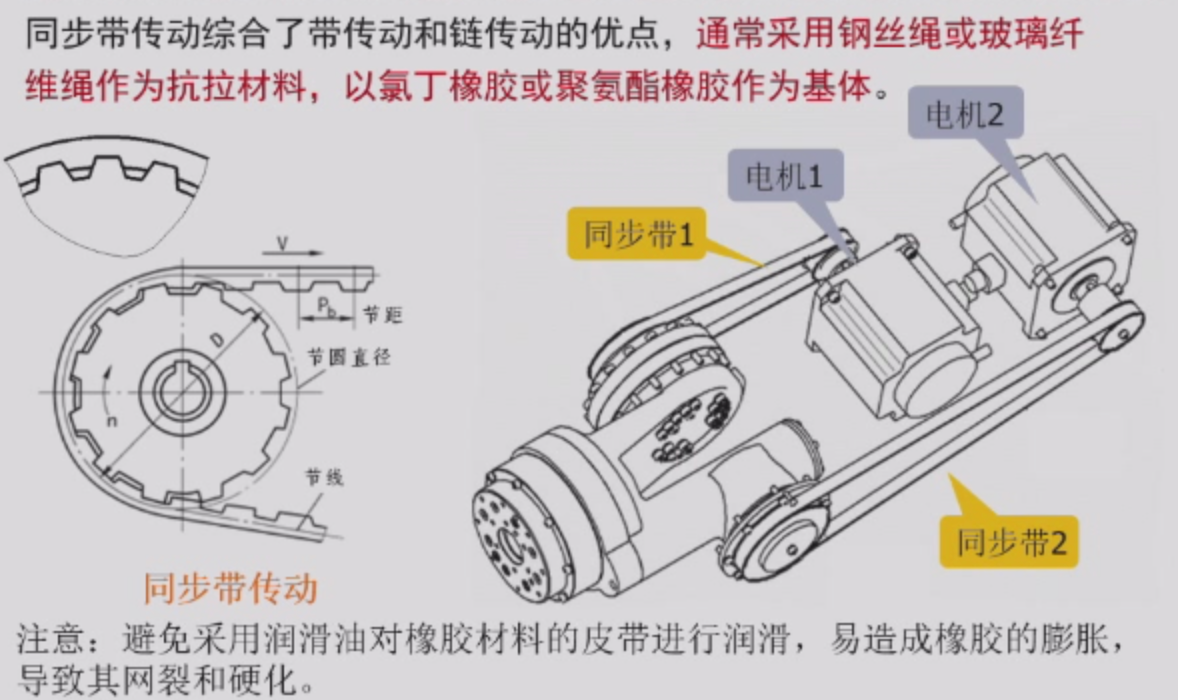 同步带传动综合了带传动和链传动的优点，通常采用钢丝绳或玻璃纤
维绳作为抗拉材料，以氯丁橡胶或聚氨酯橡胶作为基体。
电机2
电机1
同步带1
V
Pb
节距
D
节圆直径
n
节线
同步带2
同步带传动
注意：避免采用润滑油对橡胶材料的皮带进行润滑，易造成橡胶的膨胀，
导致其网裂和硬化。